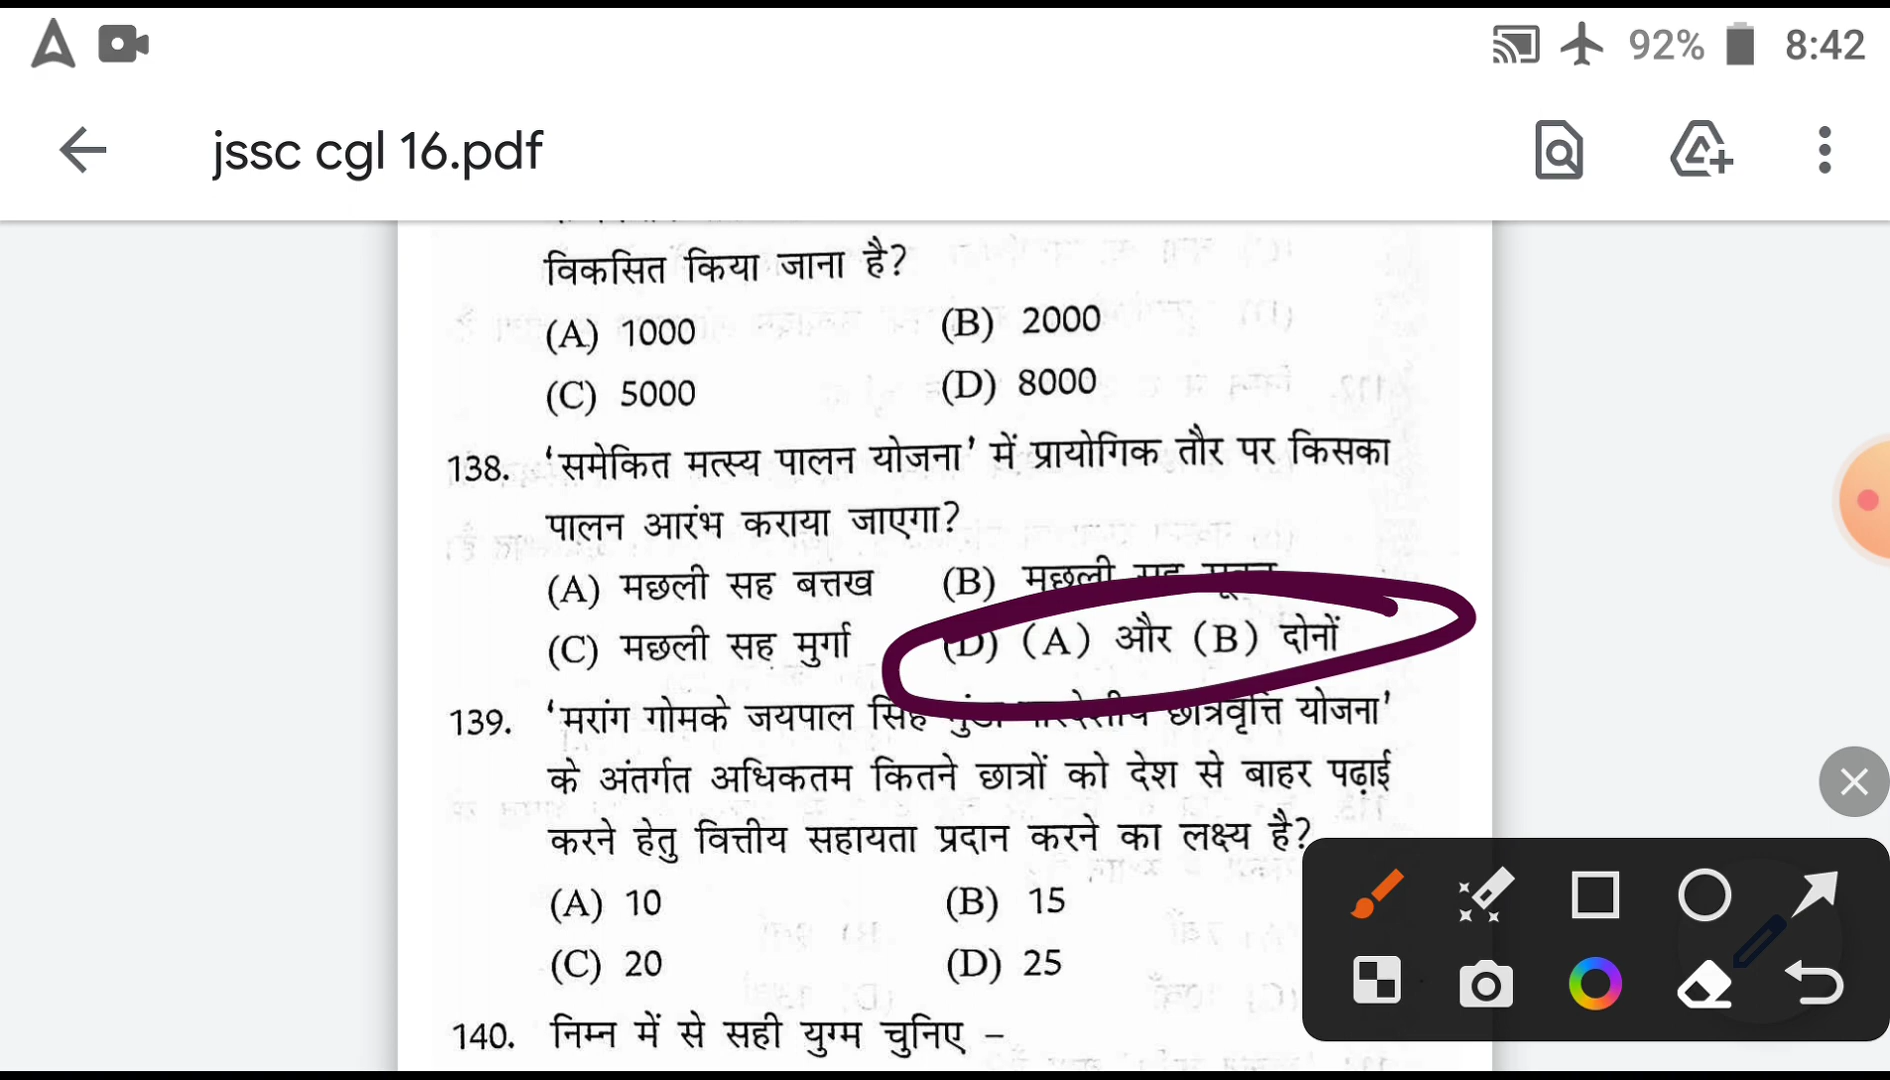 92% 8:42
jssc cgl 16.pdf
विकसित किया जाना है?
(A) 1000 (B) 2000
(C) 5000 (D) 8000
138. ‘समेकित मत्स्य पालन योजना’ में प्रायोगिक तौर पर किसका
पालन आरंभ कराया जाएगा?
(A) मछली सह बत्तख (B) मछली सह
(C) मछली सह मुर्गा (D) (A) और (B) दोनों
139. ‘मरांग गोमके जयपाल सिंह छात्रवृत्ति योजना’
के अंतर्गत अधिकतम कितने छात्रों को देश से बाहर पढ़ाई
करने हेतु वित्तीय सहायता प्रदान करने का लक्ष्य है?
(A) 10 (B) 15
(C) 20 (D) 25
140. निम्न में से सही युग्म चुनिए –